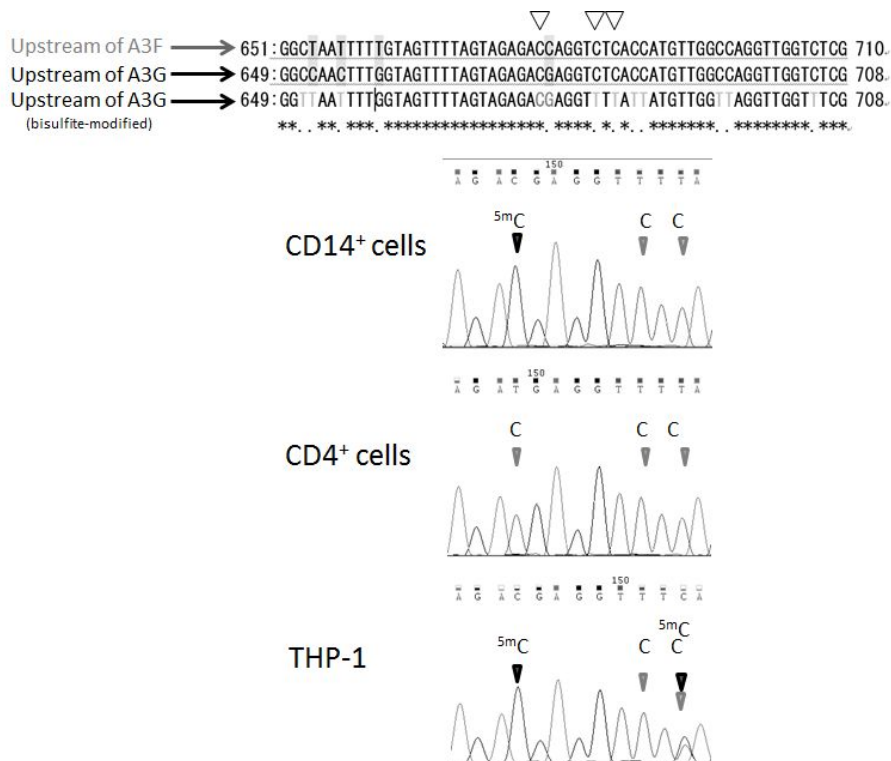 Upstream of A3F 651:GGCTAATTTTTGTAGTTTTAGTAGAGACCAGGTCTCACCATGTTGGCCAGGTTGGTCTCG 710
Upstream of A3G 649:GGCCAACTTTGGTAGTTTTAGTAGAGACGAGGTCTCACCATGTTGGCCAGGTTGGTCTCG 708
Upstream of A3G 649:GGTTAATTTTGGTAGTTTTAGTAGAGACGAGGTTTTATTATGTTGGTTAGGTTGGTTTCG 708
(bisulfite-modified)
**..**.***.*****************.****.*.*..*******..********.***
150
A G A C G A G G T T T T A
5mC C C
CD14+ cells
150
A G A T G A G G T T T T A
C C C
CD4+ cells
150
A G A C G A G G T T T C A
5mC
5mC C C
THP-1